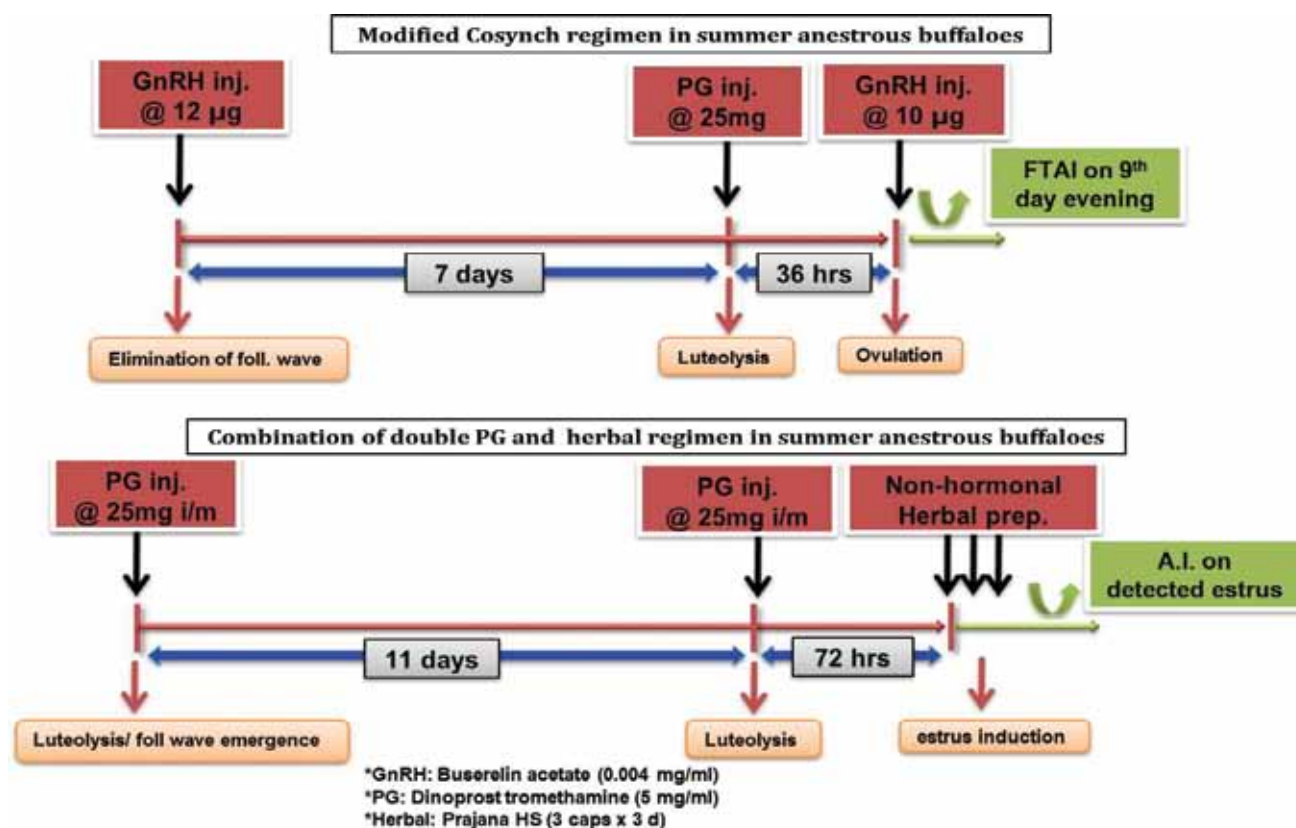 Modified Cosynch regimen in summer anestrous buffaloes
GnRH inj.
@ 12 µg
PG inj.
@ 25mg
GnRH inj.
@ 10 µg
FTAI on 9th
day evening
7 days
36 hrs
Elimination of foll. wave
Luteolysis
Ovulation
Combination of double PG and herbal regimen in summer anestrous buffaloes
PG inj.
@ 25mg i/m
PG inj.
@ 25mg i/m
Non-hormonal
Herbal prep.
A.I. on
detected estrus
11 days
72 hrs
Luteolysis/ foll wave emergence
Luteolysis
estrus induction
*GnRH: Buserelin acetate (0.004 mg/ml)
*PG: Dinoprost tromethamine (5 mg/ml)
*Herbal: Prajana HS (3 caps x 3 d)